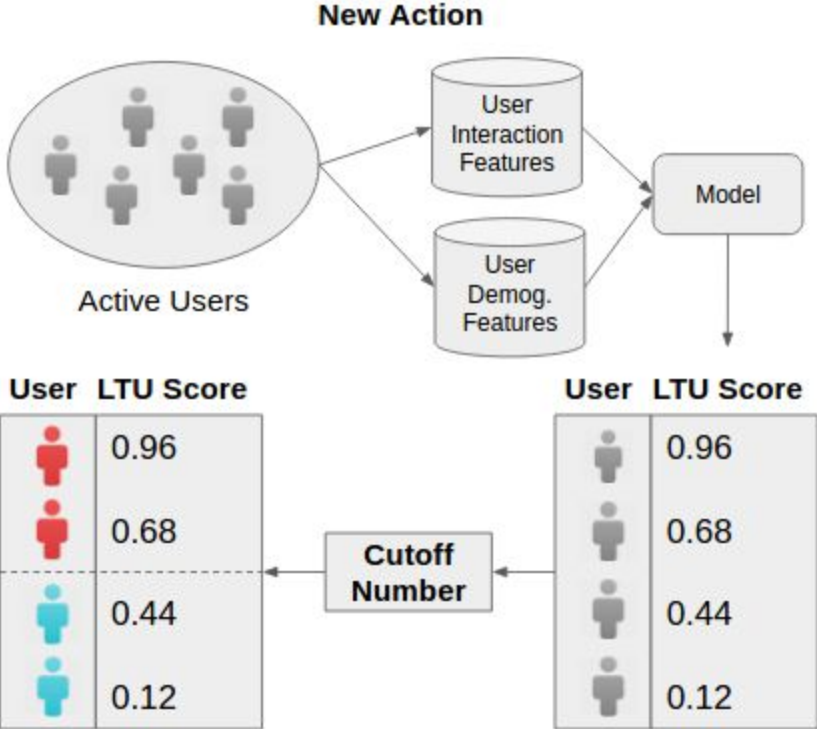 New Action
User
Interaction
Features
Model
User
Demog.
Features
Active Users
User LTU Score
0.96
0.68
0.44
0.12
Cutoff
Number
User LTU Score
0.96
0.68
0.44
0.12